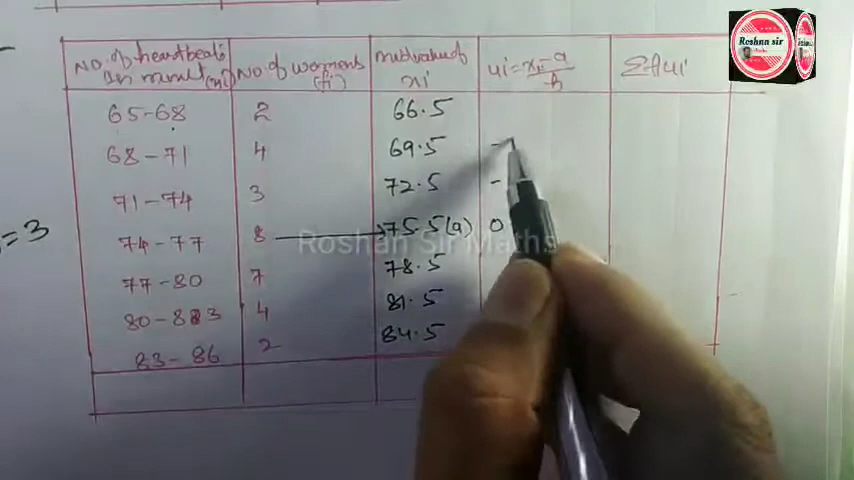 Roshna sir
No. of heartbeats No. of womens midvalue of ui = xi - a Σfiui
in minute (xi) (fi) xi h
65-68 2 66.5
68-71 4 69.5 -
71-74 3 72.5 -
=3 74-77 8 75.5(a) 0
Roshan Sir Maths
77-80 7 78.5
80-83 4 81.5
83-86 2 84.5